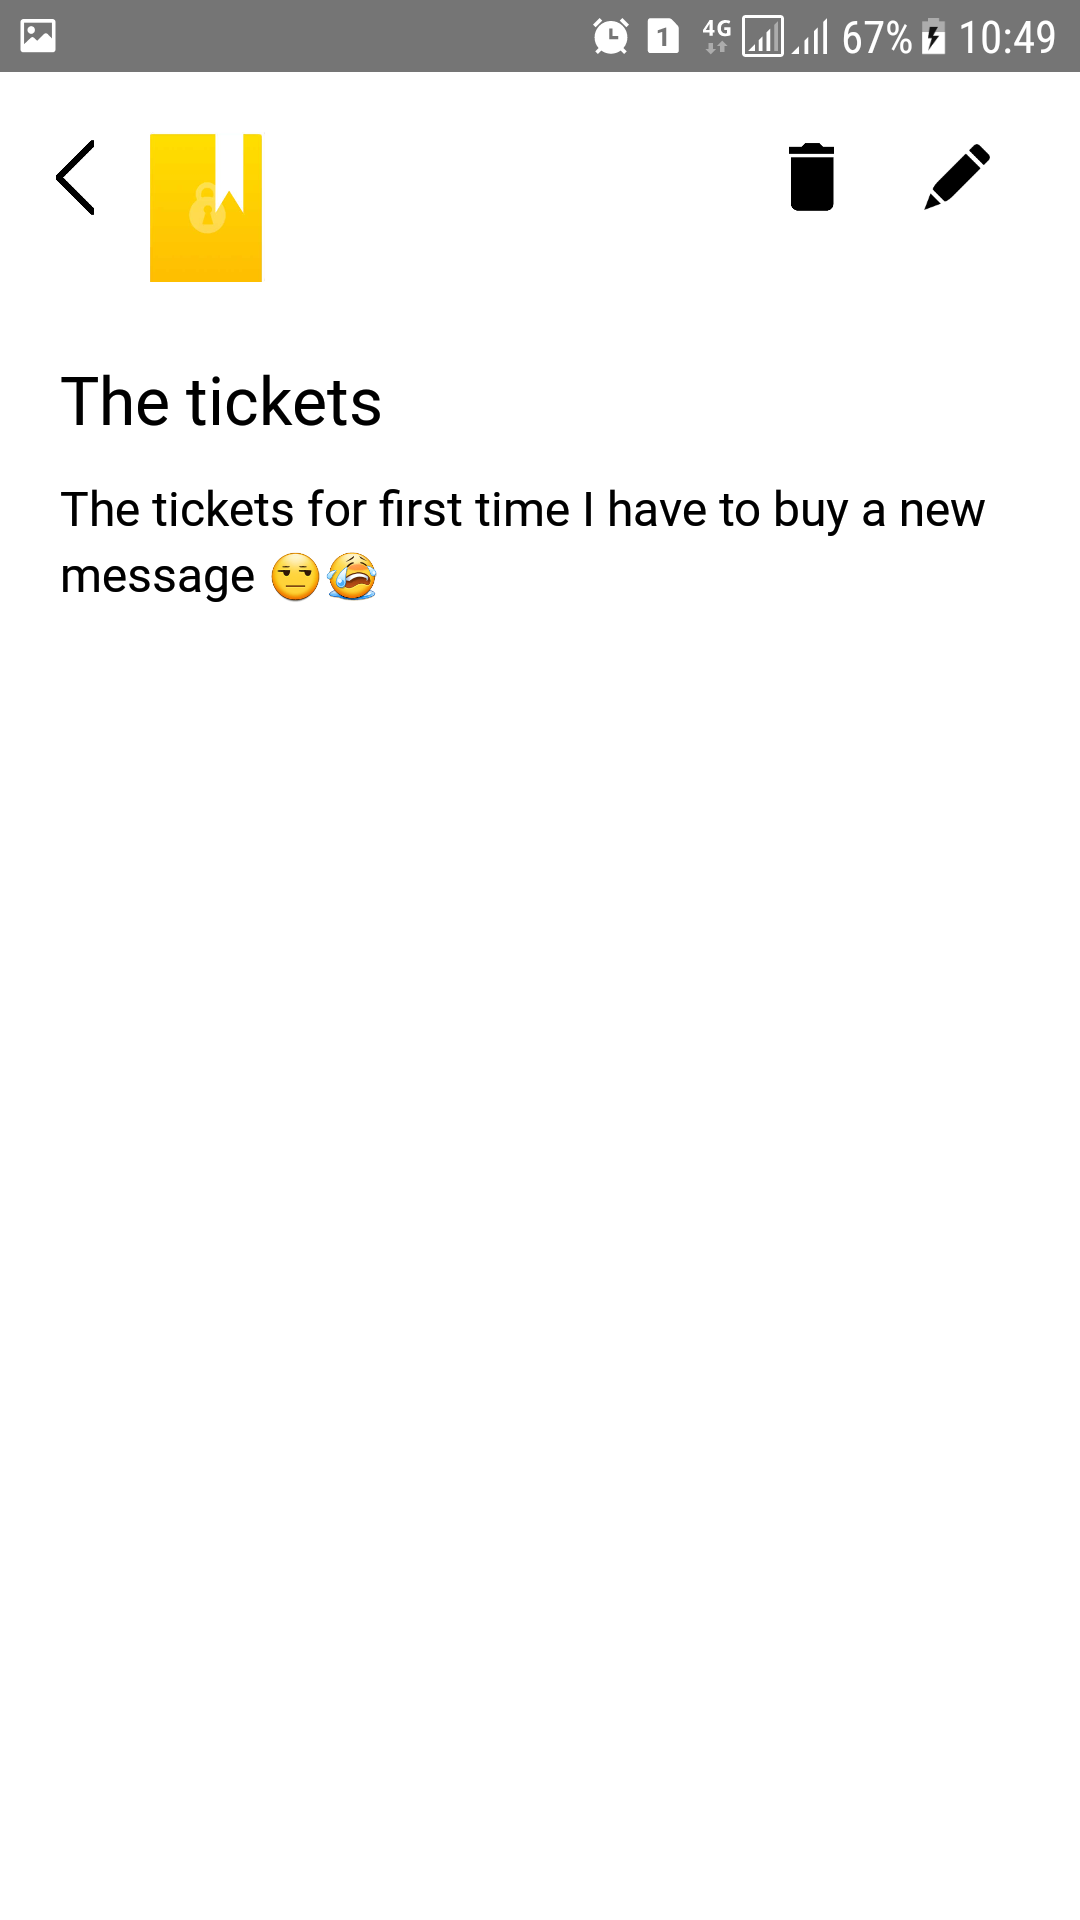 1 4G 67% 10:49
The tickets
The tickets for first time I have to buy a new
message 😒😭